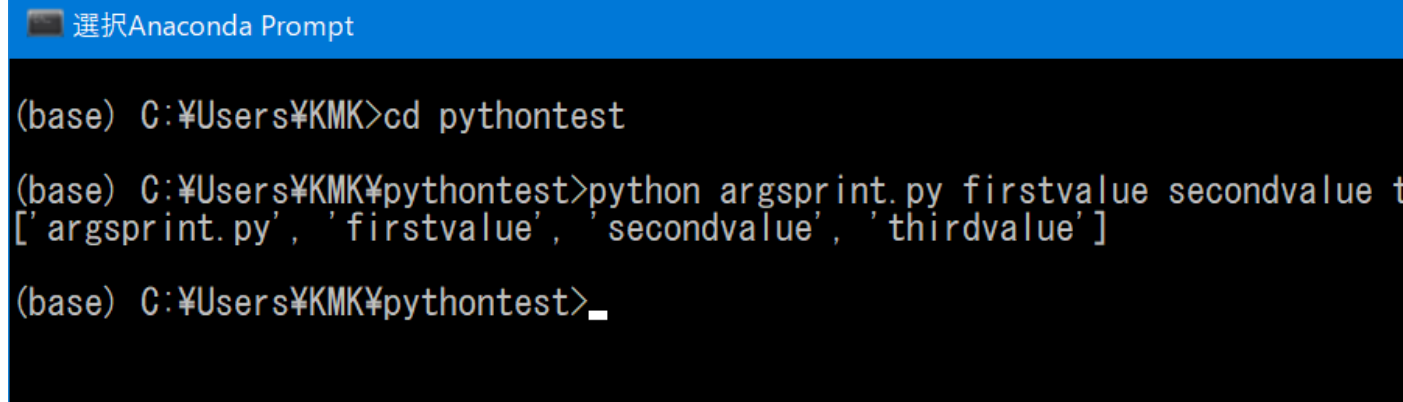 選択Anaconda Prompt
(base) C:¥Users¥KMK>cd pythontest
(base) C:¥Users¥KMK¥pythontest>python argsprint.py firstvalue secondvalue t
['argsprint.py', 'firstvalue', 'secondvalue', 'thirdvalue']
(base) C:¥Users¥KMK¥pythontest>